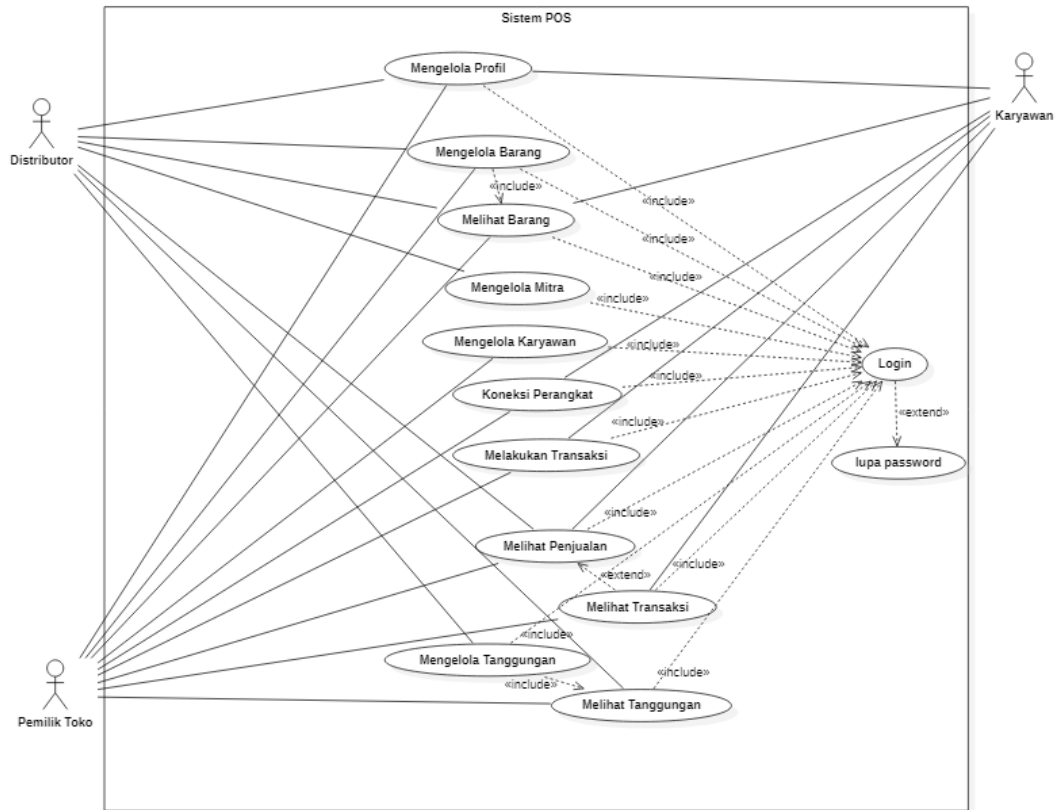 Sistem POS
Mengelola Profil
Karyawan
Distributor
Mengelola Barang
«include»
Melihat Barang
«include»
«include»
«include»
Mengelola Mitra
«include»
Mengelola Karyawan
«include»
Login
Koneksi Perangkat
«include»
«extend»
«include»
Melakukan Transaksi
lupa password
«include»
Melihat Penjualan
«include»
«extend»
Melihat Transaksi
«include»
Mengelola Tanggungan
«include»
«include»
Melihat Tanggungan
Pemilik Toko